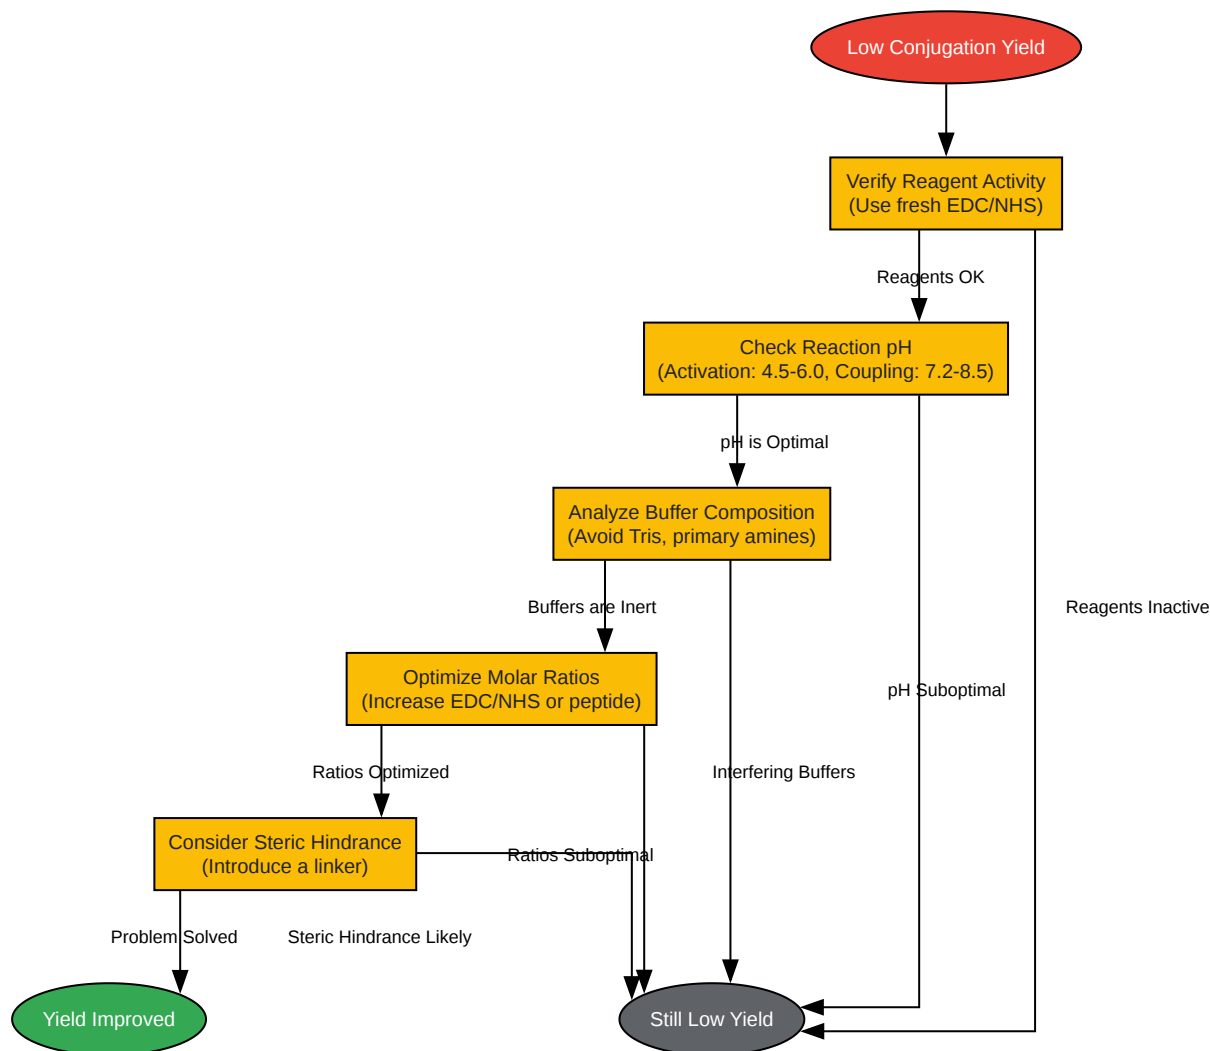 Low Conjugation Yield
Verify Reagent Activity
(Use fresh EDC/NHS)
Reagents OK
Check Reaction pH
(Activation: 4.5-6.0, Coupling: 7.2-8.5)
pH is Optimal
Analyze Buffer Composition
(Avoid Tris, primary amines)
Buffers are Inert
Reagents Inactive
Optimize Molar Ratios
(Increase EDC/NHS or peptide)
pH Suboptimal
Ratios Optimized
Interfering Buffers
Consider Steric Hindrance
(Introduce a linker)
Ratios Suboptimal
Problem Solved
Steric Hindrance Likely
Yield Improved
Still Low Yield